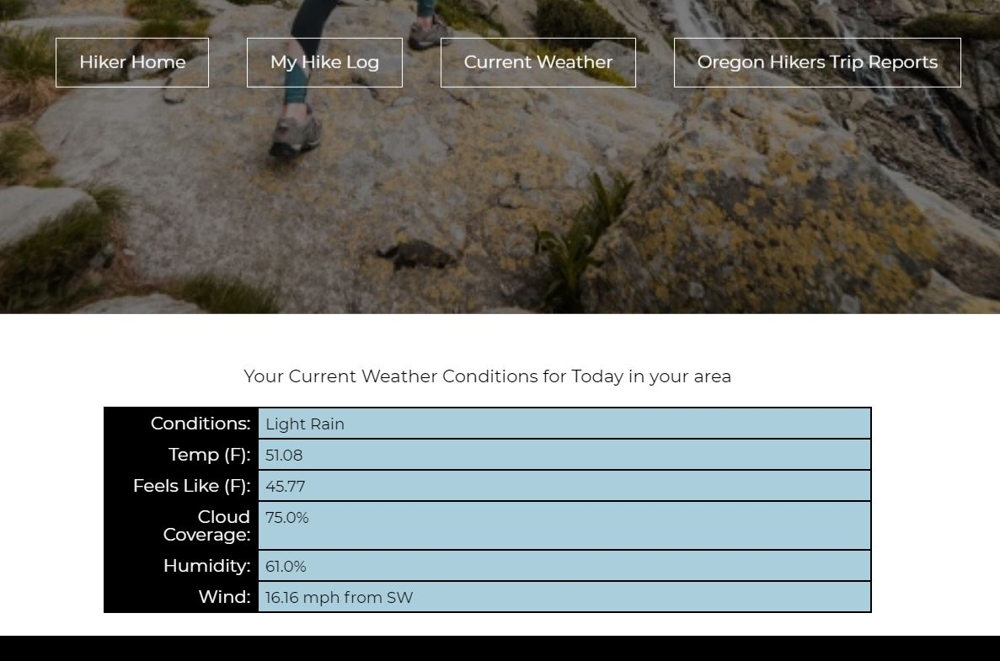 Hiker Home
My Hike Log
Current Weather
Oregon Hikers Trip Reports
Your Current Weather Conditions for Today in your area
Conditions: Light Rain
Temp (F): 51.08
Feels Like (F): 45.77
Cloud
Coverage: 75.0%
Humidity: 61.0%
Wind: 16.16 mph from SW